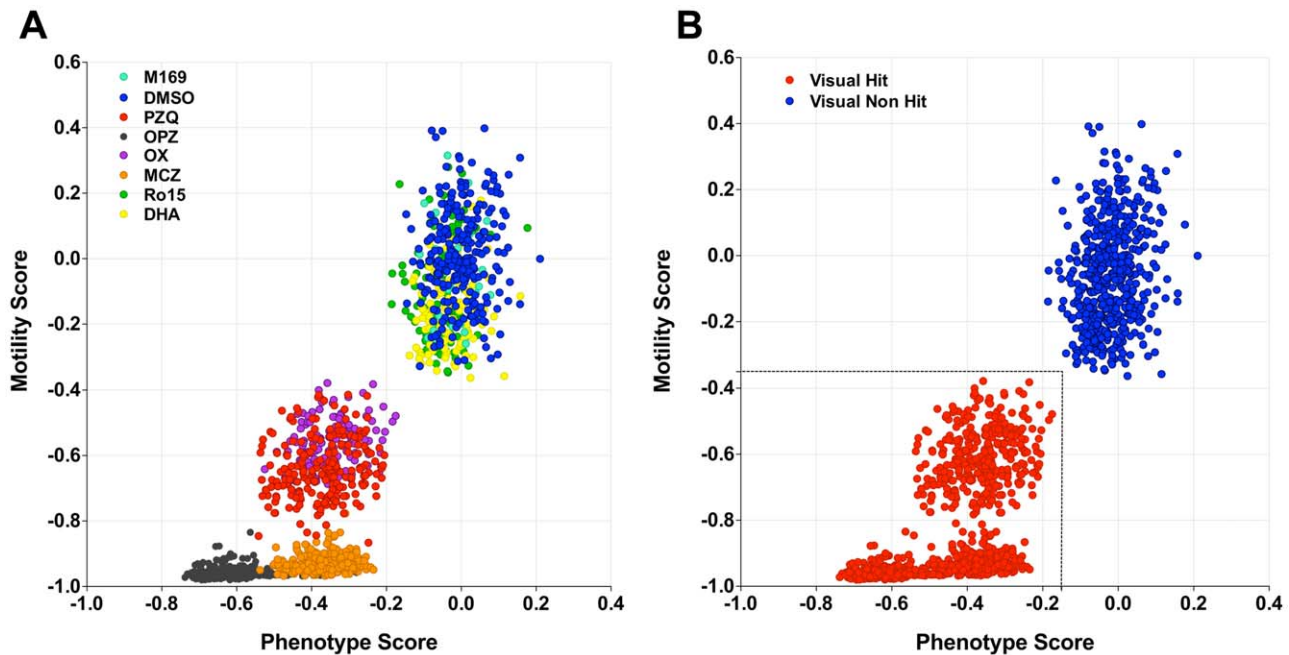 A
M169
DMSO
PZQ
OPZ
OX
MCZ
Ro15
DHA
0.6
0.4
0.2
0.0
-0.2
-0.4
-0.6
-0.8
-1.0
Motility Score
-1.0 -0.8 -0.6 -0.4 -0.2 0.0 0.2 0.4
Phenotype Score
B
Visual Hit
Visual Non Hit
0.6
0.4
0.2
0.0
-0.2
-0.4
-0.6
-0.8
-1.0
Motility Score
-1.0 -0.8 -0.6 -0.4 -0.2 0.0 0.2 0.4
Phenotype Score